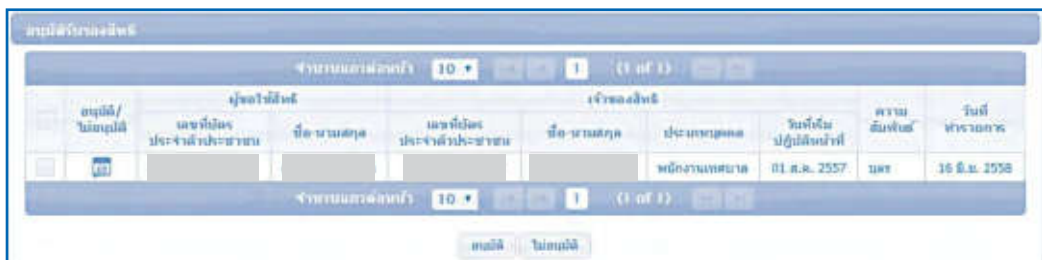 อนุมัติรับรองสิทธิ
จำนวนแถวต่อหน้า 10 1 (1 of 1)
อนุมัติ/ไม่อนุมัติ ผู้ขอใช้สิทธิ เจ้าของสิทธิ ความสัมพันธ์ วันที่ทำรายการ
เลขที่บัตรประจำตัวประชาชน ชื่อ-นามสกุล เลขที่บัตรประจำตัวประชาชน ชื่อ-นามสกุล ประเภทบุคคล วันที่เริ่มปฏิบัติหน้าที่
พนักงานเทศบาล 01 ส.ค. 2557 บุตร 16 มิ.ย. 2558
จำนวนแถวต่อหน้า 10 1 (1 of 1)
อนุมัติ ไม่อนุมัติ